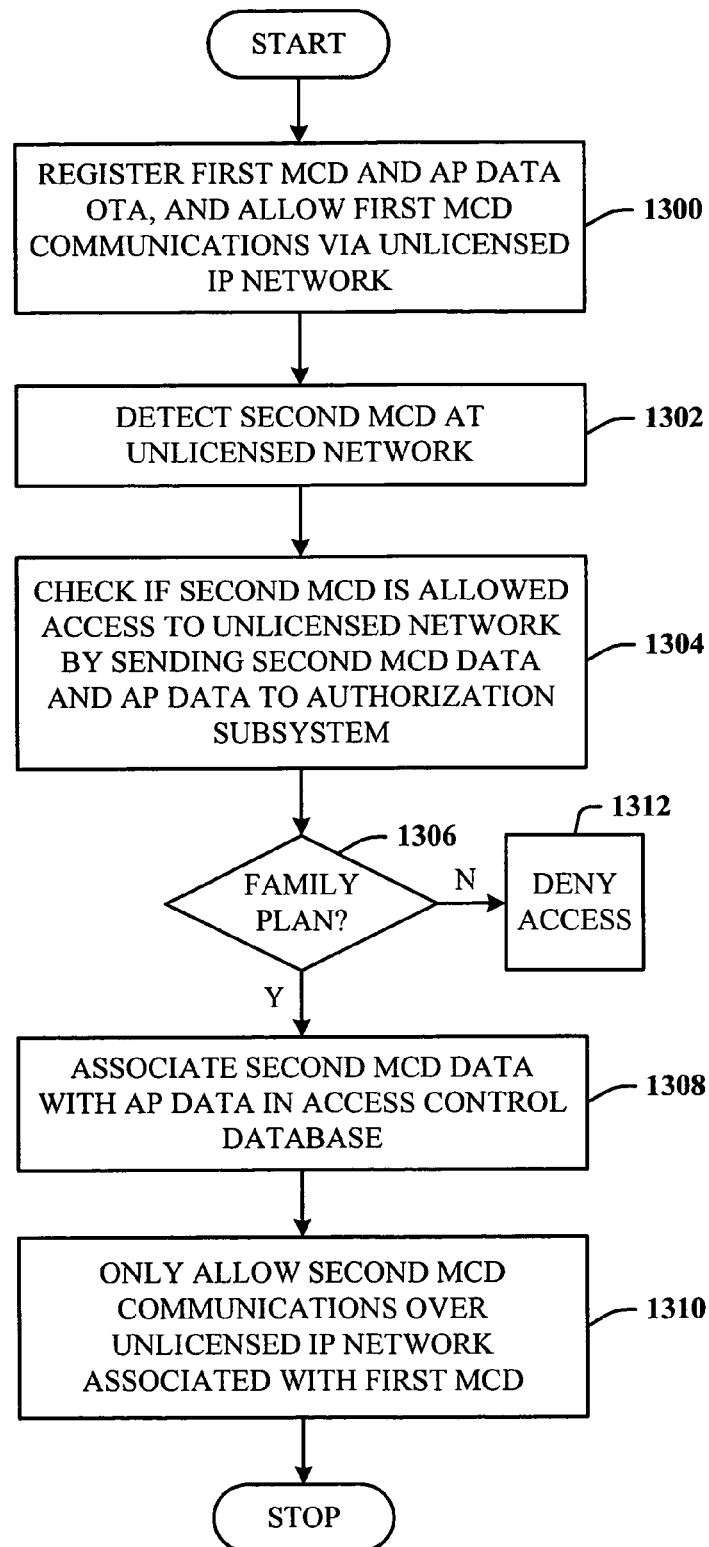 START
REGISTER FIRST MCD AND AP DATA
OTA, AND ALLOW FIRST MCD
COMMUNICATIONS VIA UNLICENSED
IP NETWORK
1300
DETECT SECOND MCD AT
UNLICENSED NETWORK
1302
CHECK IF SECOND MCD IS ALLOWED
ACCESS TO UNLICENSED NETWORK
BY SENDING SECOND MCD DATA
AND AP DATA TO AUTHORIZATION
SUBSYSTEM
1304
1306
FAMILY
PLAN?
N
1312
DENY
ACCESS
Y
ASSOCIATE SECOND MCD DATA
WITH AP DATA IN ACCESS CONTROL
DATABASE
1308
ONLY ALLOW SECOND MCD
COMMUNICATIONS OVER
UNLICENSED IP NETWORK
ASSOCIATED WITH FIRST MCD
1310
STOP